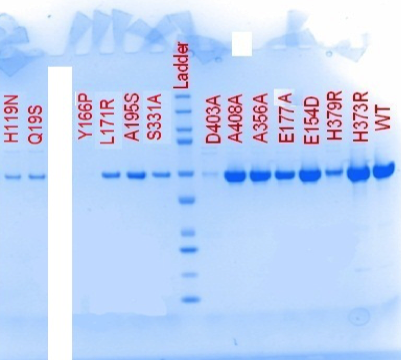 H119N
Q19S
Y166P
L171R
A195S
S331A
Ladder
D403A
A408A
A356A
E177A
E154D
H379R
H373R
WT